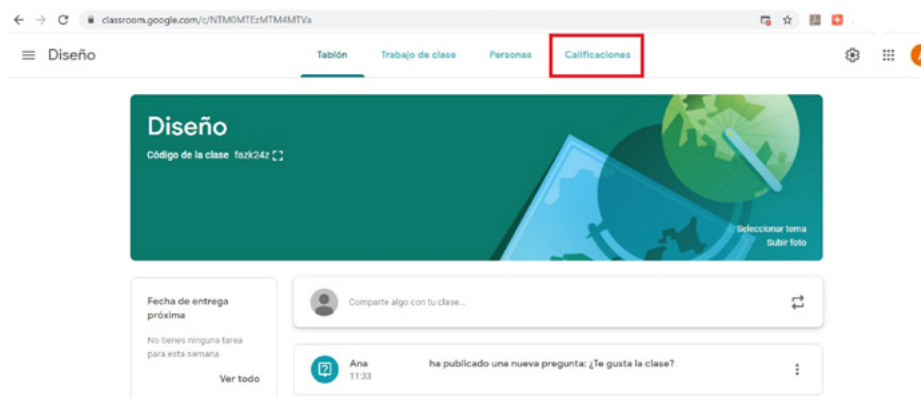 classroom.google.com/c/NTM0MTEzMTM4MTVa
Diseño
Tablón Trabajo de clase Personas Calificaciones
Diseño
Código de la clase fazk24z
Seleccionar tema
Subir foto
Fecha de entrega
próxima
No tienes ninguna tarea
para esta semana
Ver todo
Comparte algo con tu clase...
Ana ha publicado una nueva pregunta: ¿Te gusta la clase?
11:33